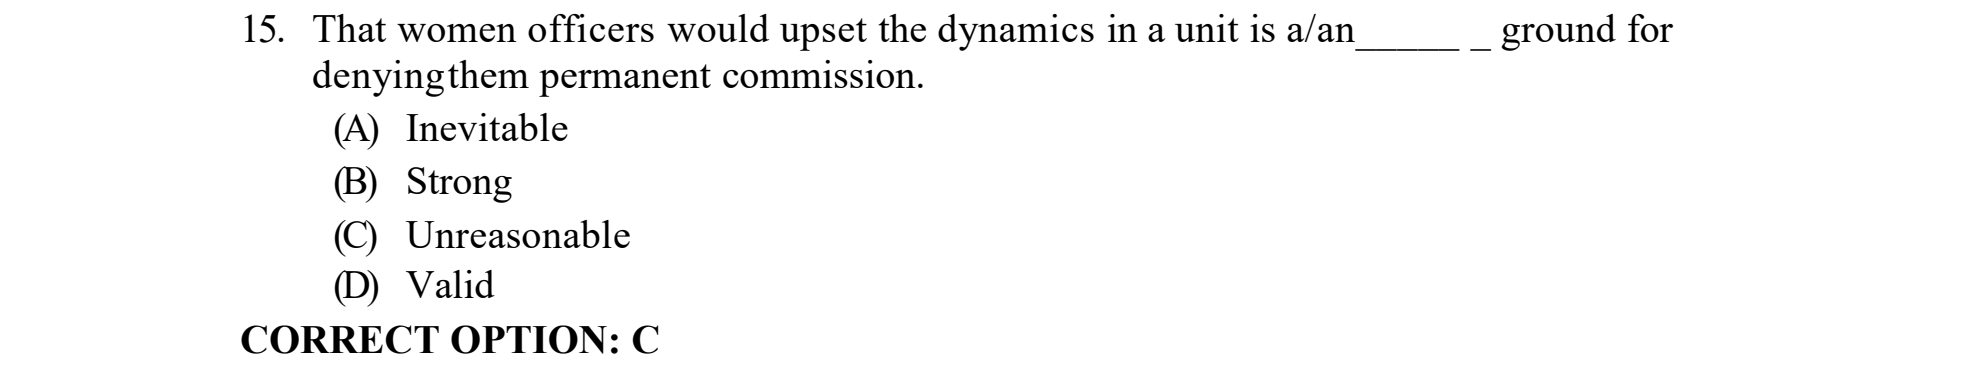 15. That women officers would upset the dynamics in a unit is a/an_____ _ ground for
denyingthem permanent commission.
(A) Inevitable
(B) Strong
(C) Unreasonable
(D) Valid
CORRECT OPTION: C